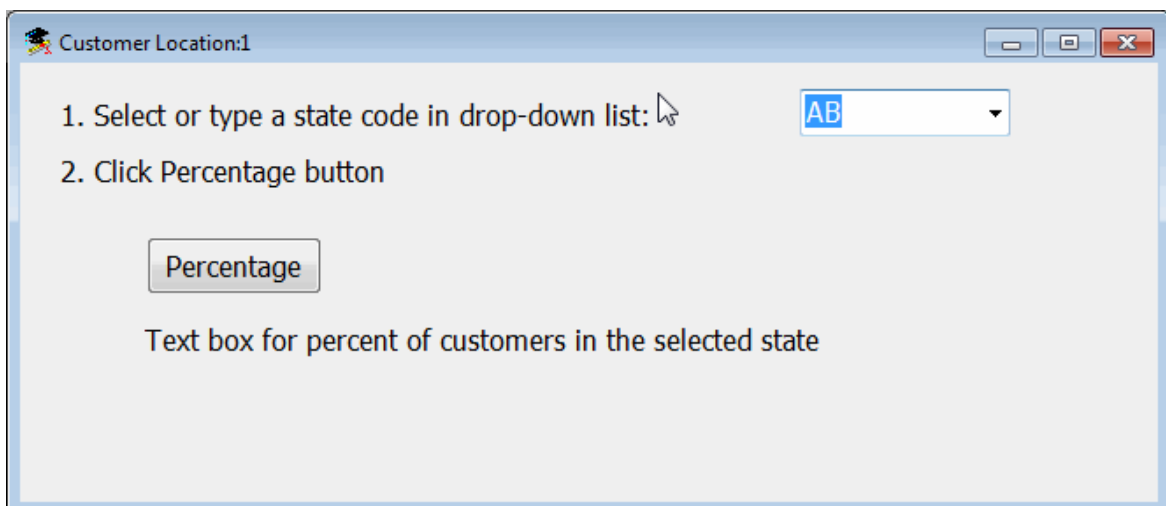 Customer Location:1
1. Select or type a state code in drop-down list: AB
2. Click Percentage button
Percentage
Text box for percent of customers in the selected state